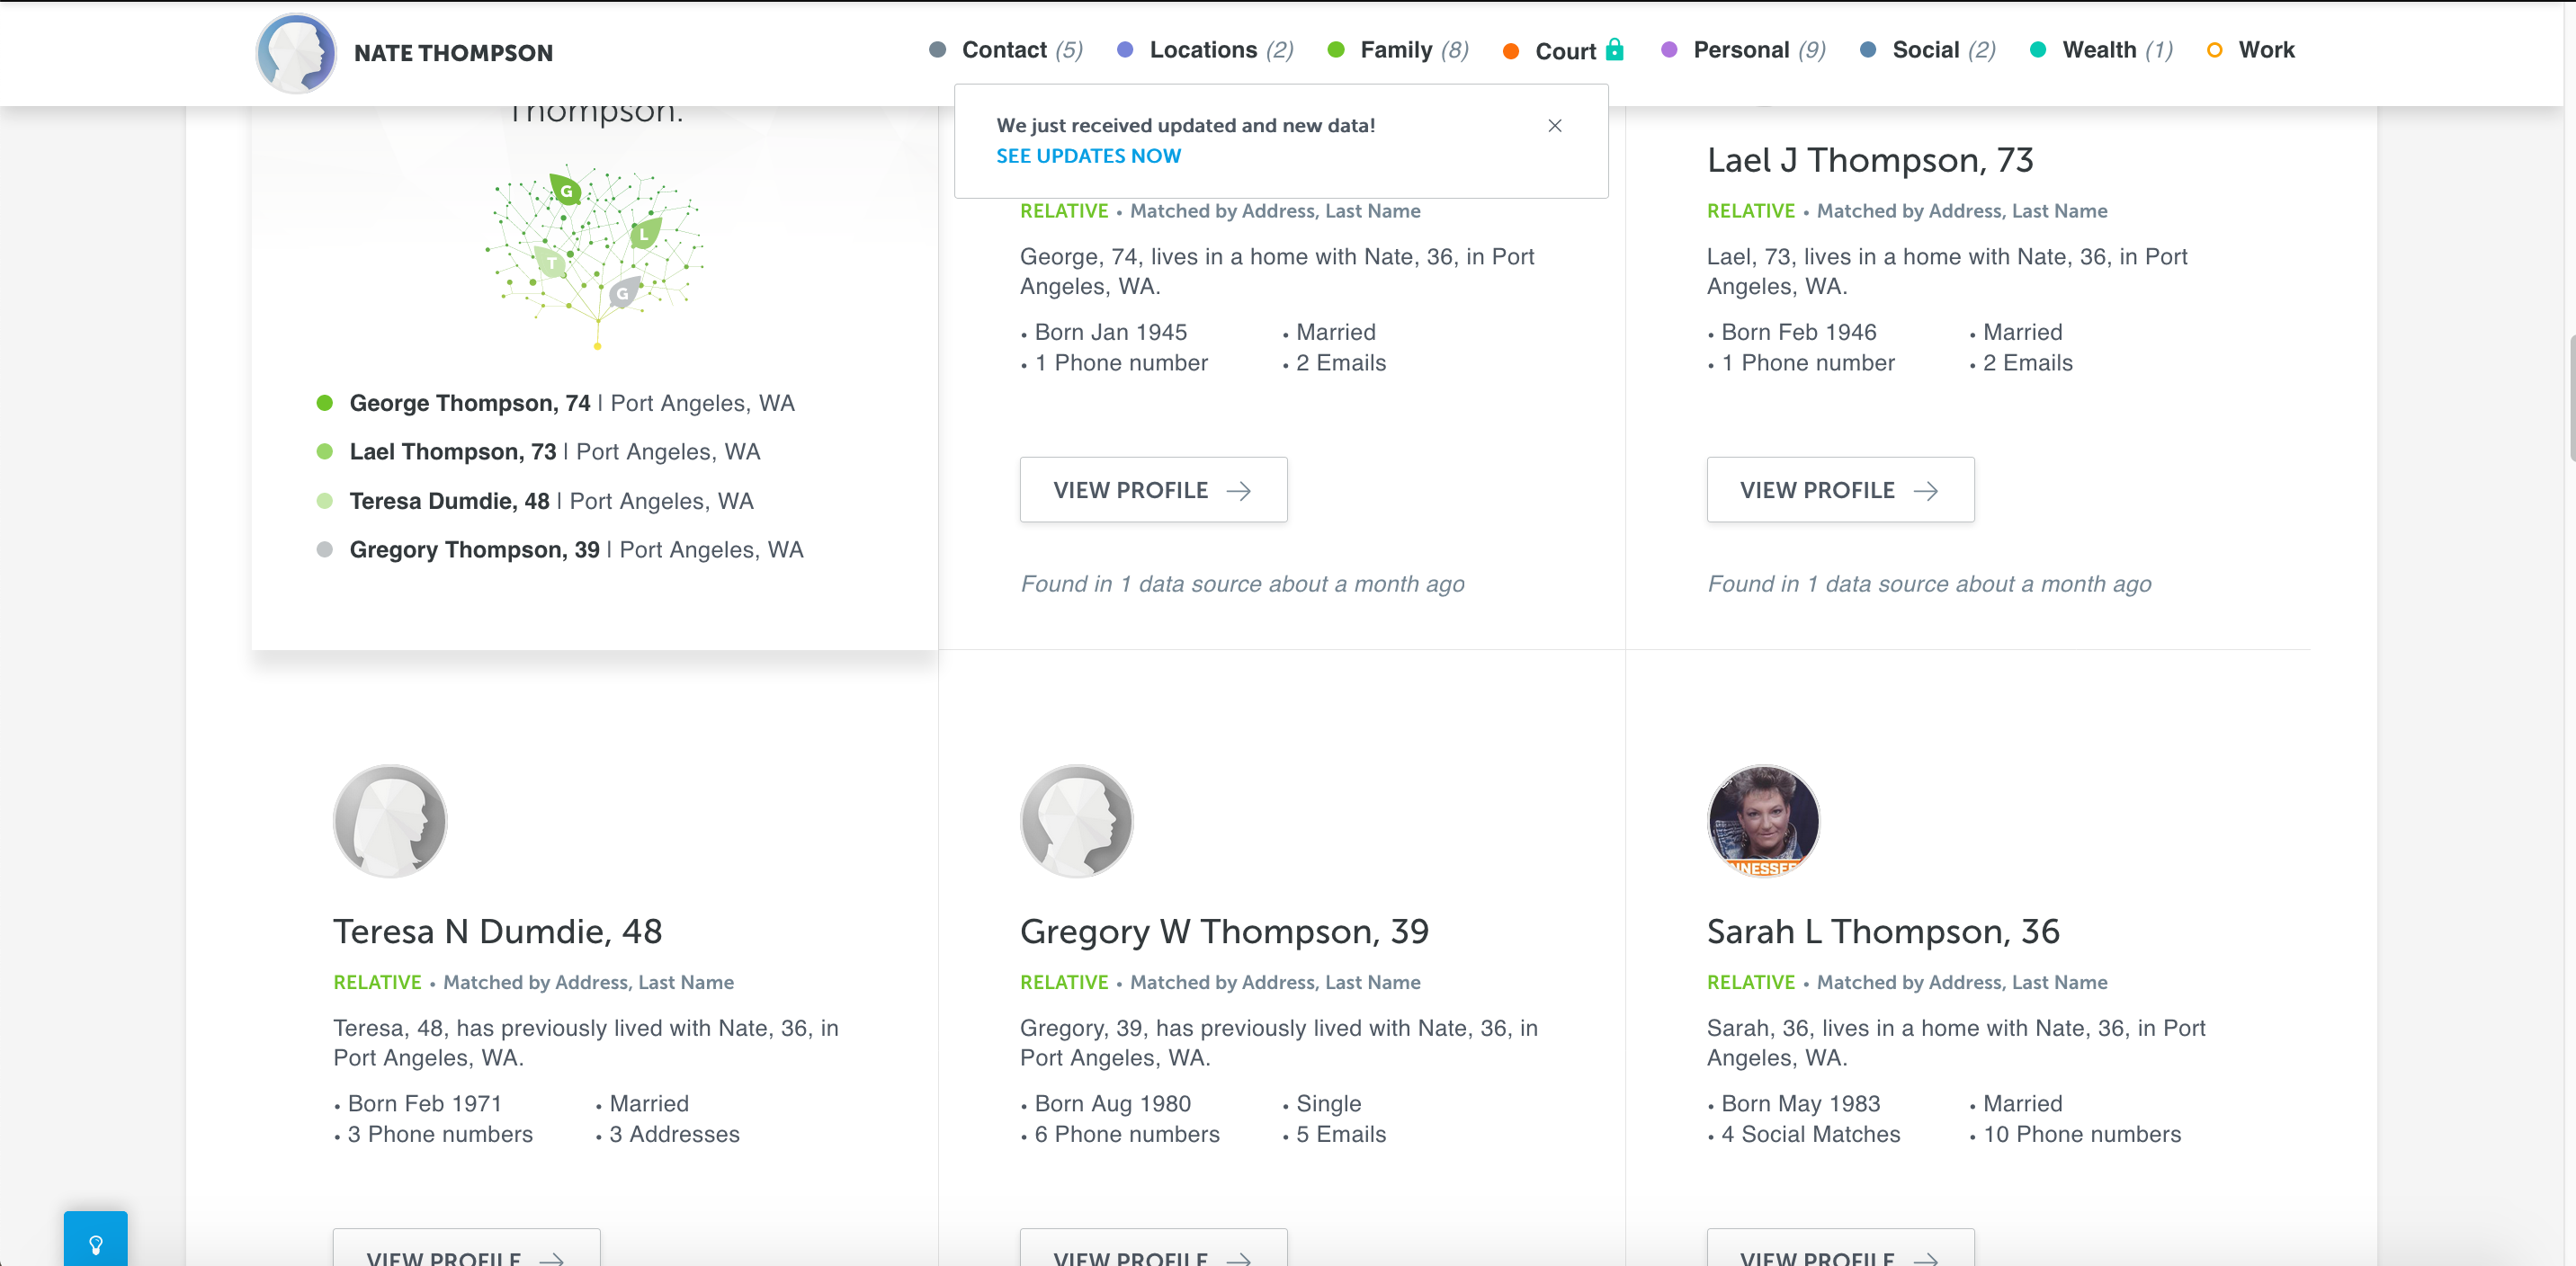 NATE THOMPSON
Contact (5)
Locations (2)
Family (8)
Court
Personal (9)
Social (2)
Wealth (1)
Work
Thompson.
G
L
T
G
George Thompson, 74 | Port Angeles, WA
Lael Thompson, 73 | Port Angeles, WA
Teresa Dumdie, 48 | Port Angeles, WA
Gregory Thompson, 39 | Port Angeles, WA
We just received updated and new data!
SEE UPDATES NOW
RELATIVE • Matched by Address, Last Name
George, 74, lives in a home with Nate, 36, in Port
Angeles, WA.
• Born Jan 1945
• Married
• 1 Phone number
• 2 Emails
VIEW PROFILE
Found in 1 data source about a month ago
Lael J Thompson, 73
RELATIVE • Matched by Address, Last Name
Lael, 73, lives in a home with Nate, 36, in Port
Angeles, WA.
• Born Feb 1946
• Married
• 1 Phone number
• 2 Emails
VIEW PROFILE
Found in 1 data source about a month ago
Teresa N Dumdie, 48
RELATIVE • Matched by Address, Last Name
Teresa, 48, has previously lived with Nate, 36, in
Port Angeles, WA.
• Born Feb 1971
• Married
• 3 Phone numbers
• 3 Addresses
VIEW PROFILE
Gregory W Thompson, 39
RELATIVE • Matched by Address, Last Name
Gregory, 39, has previously lived with Nate, 36, in
Port Angeles, WA.
• Born Aug 1980
• Single
• 6 Phone numbers
• 5 Emails
VIEW PROFILE
NNESSEE
Sarah L Thompson, 36
RELATIVE • Matched by Address, Last Name
Sarah, 36, lives in a home with Nate, 36, in Port
Angeles, WA.
• Born May 1983
• Married
• 4 Social Matches
• 10 Phone numbers
VIEW PROFILE